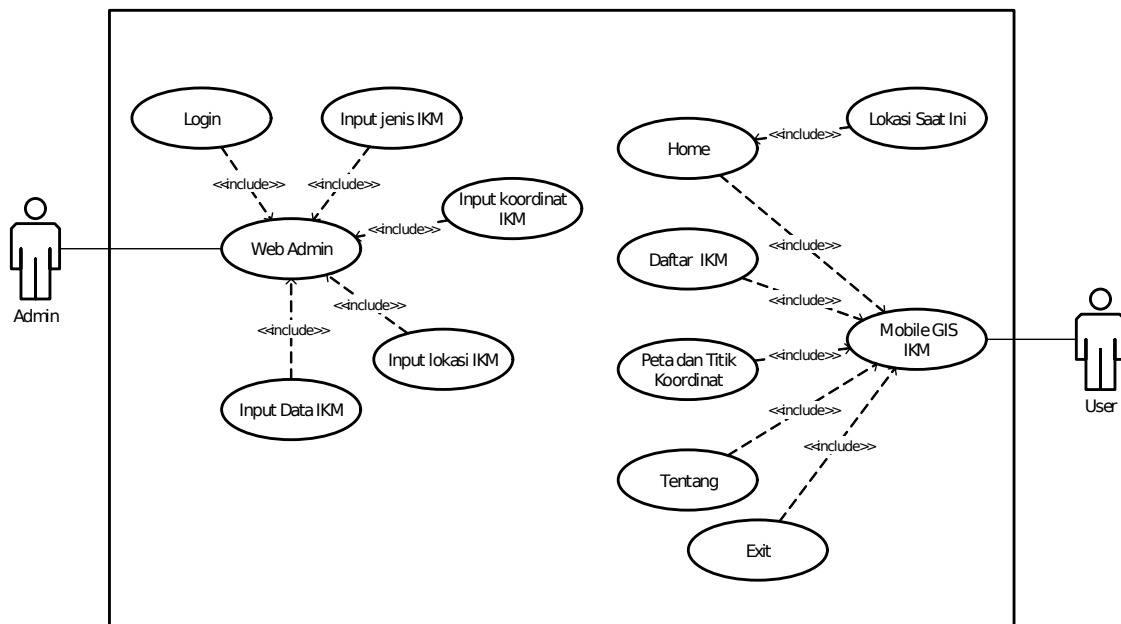 Login
Input jenis IKM
<<include>>
<<include>>
Input koordinat
IKM
<<include>>
Web Admin
Admin
<<include>>
<<include>>
Input lokasi IKM
Input Data IKM
Lokasi Saat Ini
<<include>>
Home
<<include>>
Daftar IKM
<<include>>
Mobile GIS
IKM
Peta dan Titik
Koordinat
<<include>>
User
<<include>>
<<include>>
Tentang
Exit